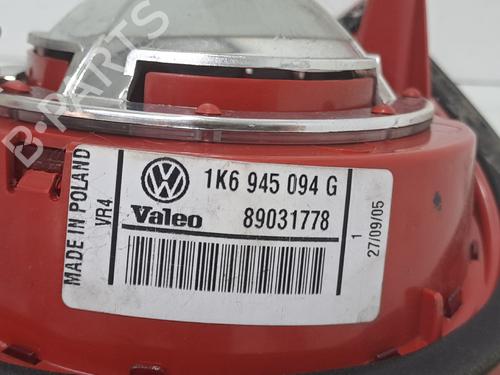 B-PARTS
MADE IN POLAND
VR4
1K6 945 094 G
Valeo
89031778
1
27/09/05